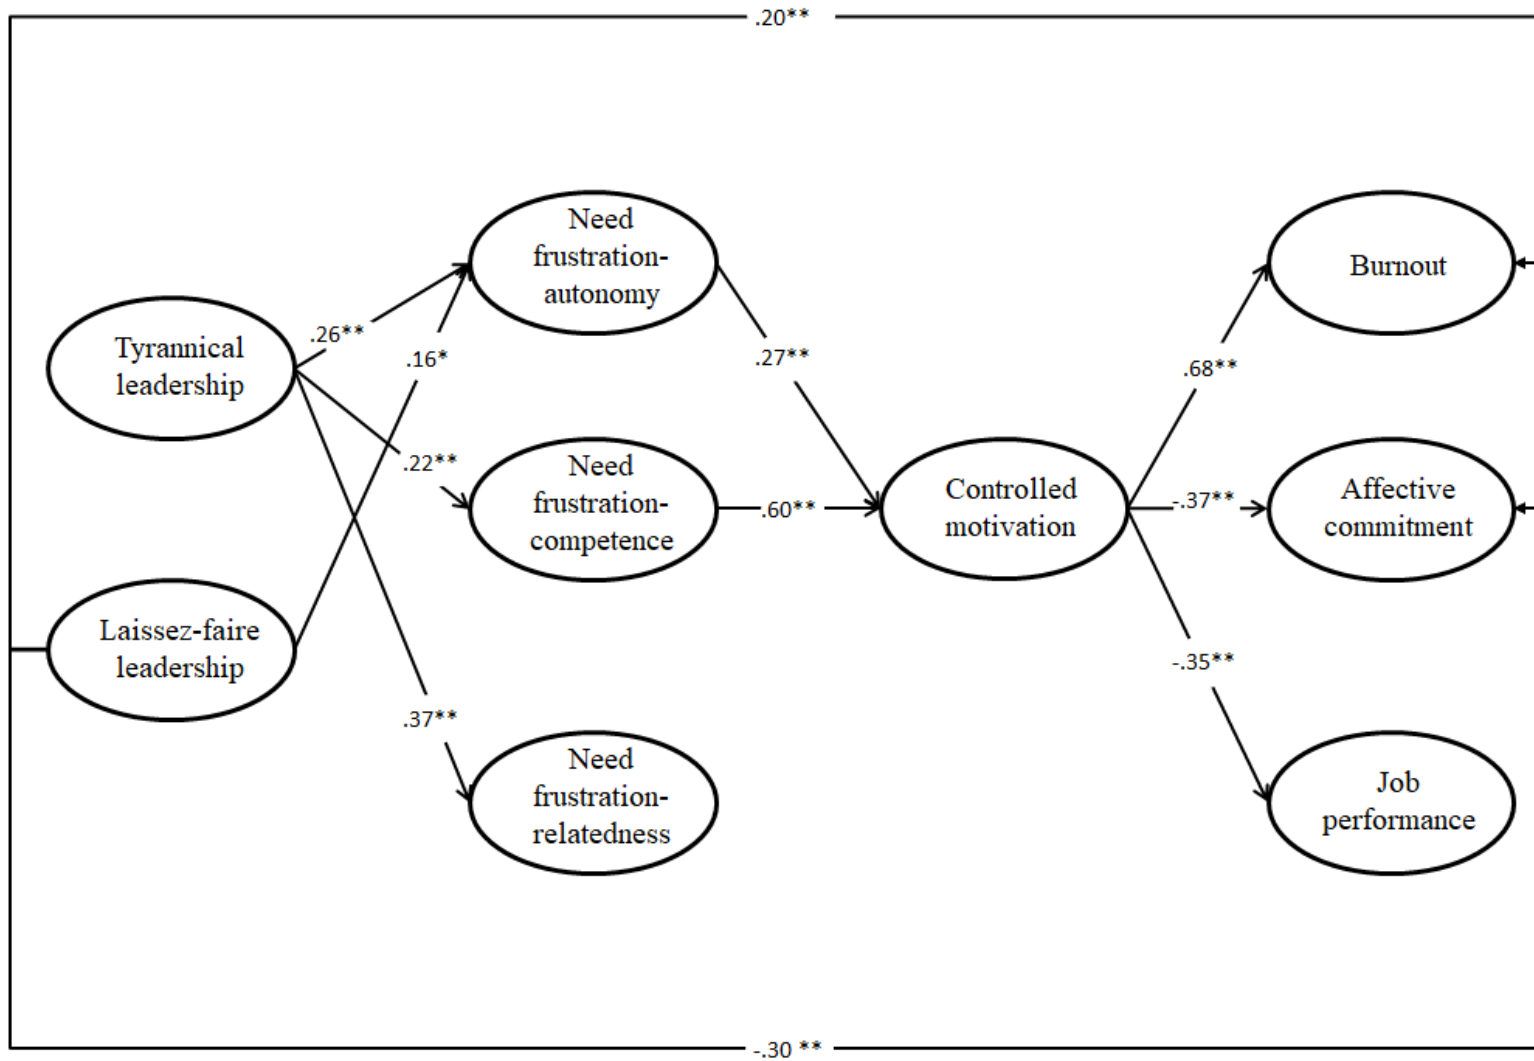 .20**
Need
frustration-
autonomy
Burnout
.26**
Tyrannical
leadership
.16*
.27**
.68**
.22**
Need
frustration-
competence
.60**
Controlled
motivation
-.37**
Affective
commitment
Laissez-faire
leadership
-.35**
.37**
Need
frustration-
relatedness
Job
performance
-.30 **